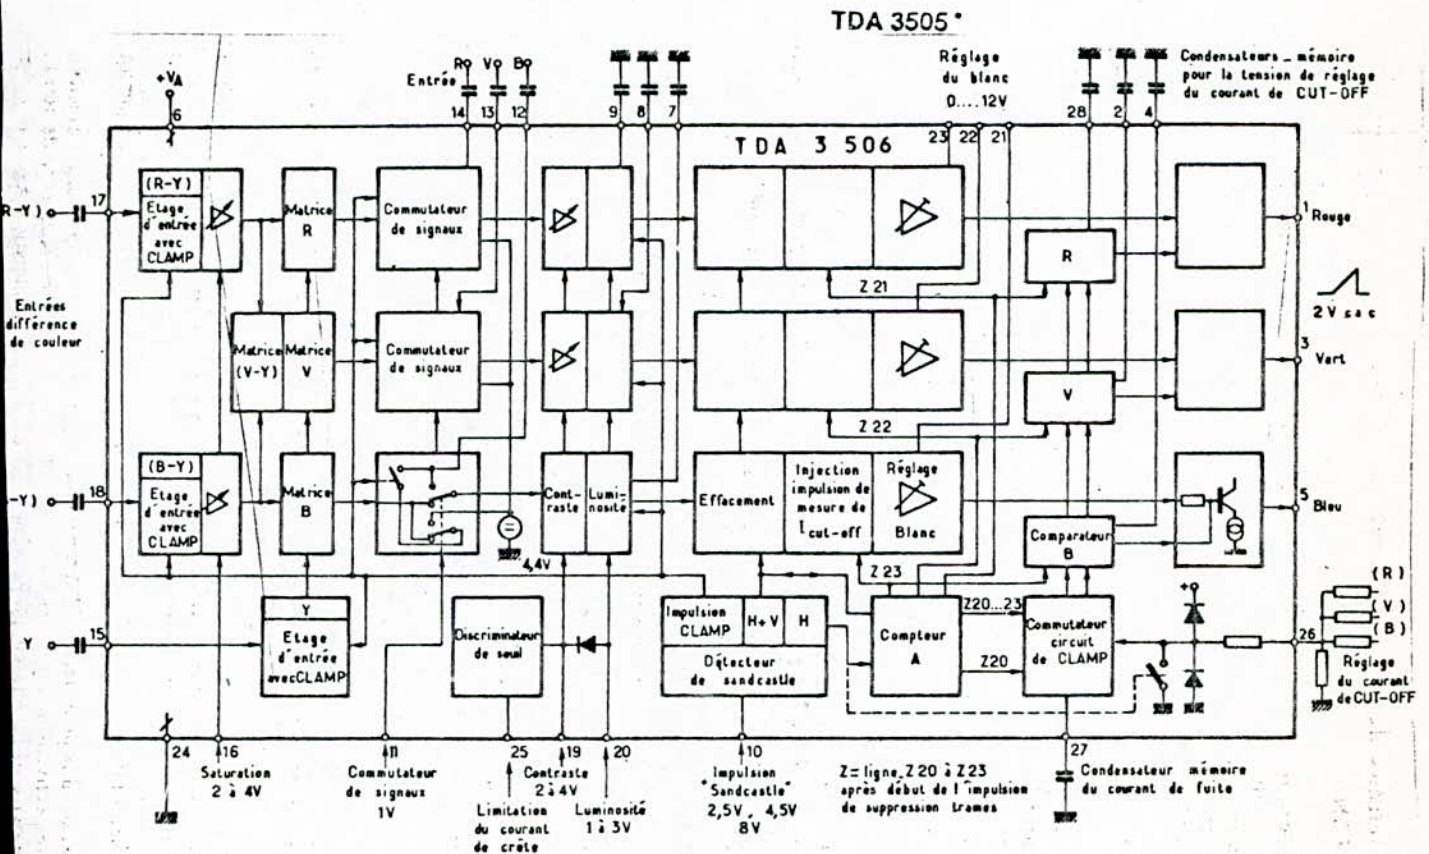 TDA 3505*
+VA
6
Entrée
R
V
B
14
13
12
9
8
7
Réglage
du blanc
0....12V
23
22
21
28
2
4
Condensateurs _ mémoire
pour la tension de réglage
du courant de CUT-OFF
TDA 3 506
R-Y)
17
(R-Y)
Etage
d'entrée
avec
CLAMP
Matrice
R
Commutateur
de signaux
R
1
Rouge
Z 21
2 V c a c
Entrées
différence
de couleur
Matrice
(V-Y)
Matrice
V
Commutateur
de signaux
V
3
Vert
Z 22
-Y)
18
(B-Y)
Etage
d'entrée
avec
CLAMP
Matrice
B
4,4V
Cont-
raste
Lumi-
nosité
Effacement
Injection
impulsion de
mesure de
I cut-off
Réglage
Blanc
Comparateur
B
5
Bleu
Z 23
Y
15
Y
Etage
d'entrée
avec CLAMP
Discriminateur
de seuil
Impulsion
CLAMP
H+V
H
Détecteur
de sandcastle
Compteur
A
Z20...23
Z20
Commutateur
circuit
de CLAMP
+
26
(R)
(V)
(B)
Réglage
du courant
de CUT-OFF
24
16
11
25
19
20
10
27
Saturation
2 à 4V
Commutateur
de signaux
1V
Limitation
du courant
de crête
Contraste
2 à 4V
Luminosité
1 à 3V
Impulsion
"Sandcastle"
2,5V, 4,5V
8V
Z= ligne, Z 20 à Z 23
après début de l'impulsion
de suppression trames
Condensateur mémoire
du courant de fuite